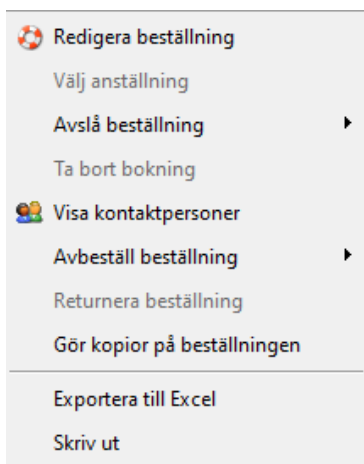 Redigera beställning
Välj anställning
Avslå beställning
Ta bort bokning
Visa kontaktpersoner
Avbeställ beställning
Returnera beställning
Gör kopior på beställningen
Exportera till Excel
Skriv ut